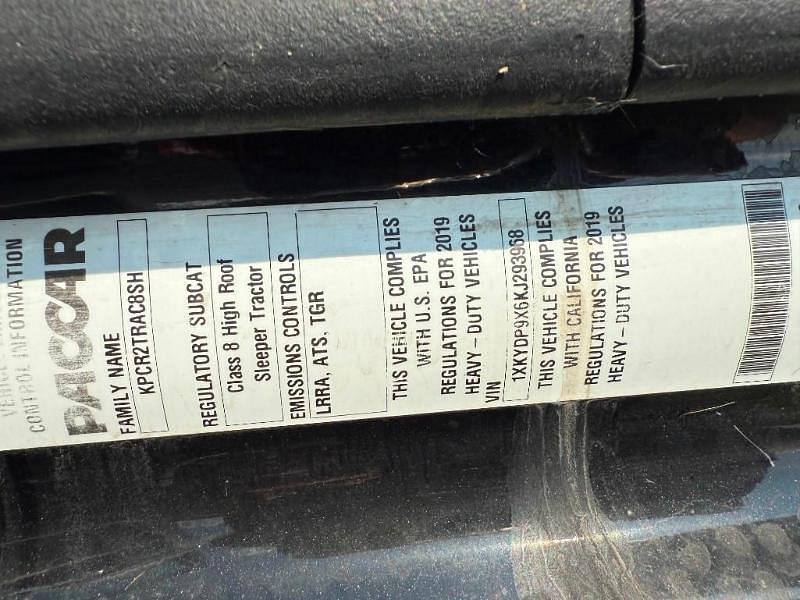 VEHICLE EMISSION
CONTROL INFORMATION
PACCAR
FAMILY NAME
KPCR2TRAC8SH
REGULATORY SUBCAT
Class 8 High Roof
Sleeper Tractor
EMISSIONS CONTROLS
LRRA, ATS, TGR
THIS VEHICLE COMPLIES
WITH U.S. EPA
REGULATIONS FOR 2019
HEAVY-DUTY VEHICLES
VIN
1XKYDP9X6KJ293968
THIS VEHICLE COMPLIES
WITH CALIFORNIA
REGULATIONS FOR 2019
HEAVY-DUTY VEHICLES